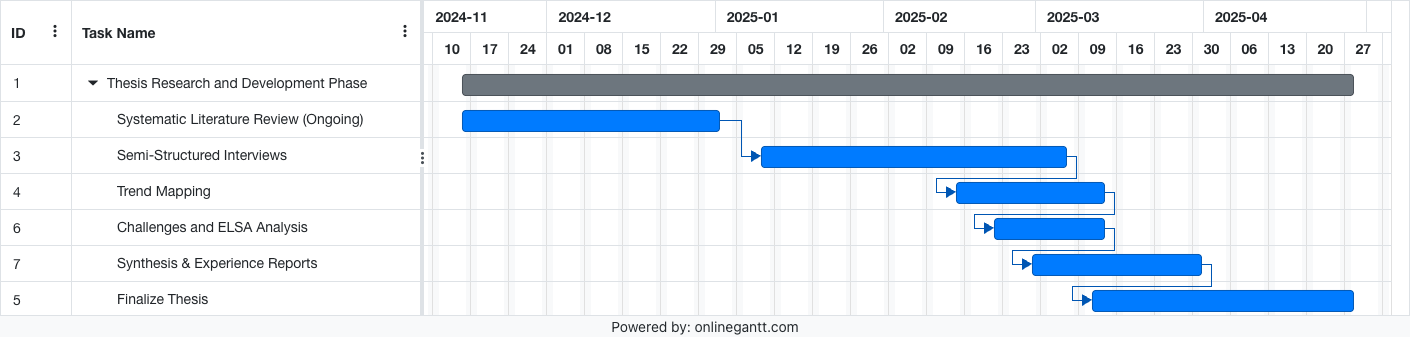 ID Task Name 2024-11 2024-12 2025-01 2025-02 2025-03 2025-04
10 17 24 01 08 15 22 29 05 12 19 26 02 09 16 23 02 09 16 23 30 06 13 20 27
1 Thesis Research and Development Phase
2 Systematic Literature Review (Ongoing)
3 Semi-Structured Interviews
4 Trend Mapping
6 Challenges and ELSA Analysis
7 Synthesis & Experience Reports
5 Finalize Thesis
Powered by: onlinegantt.com